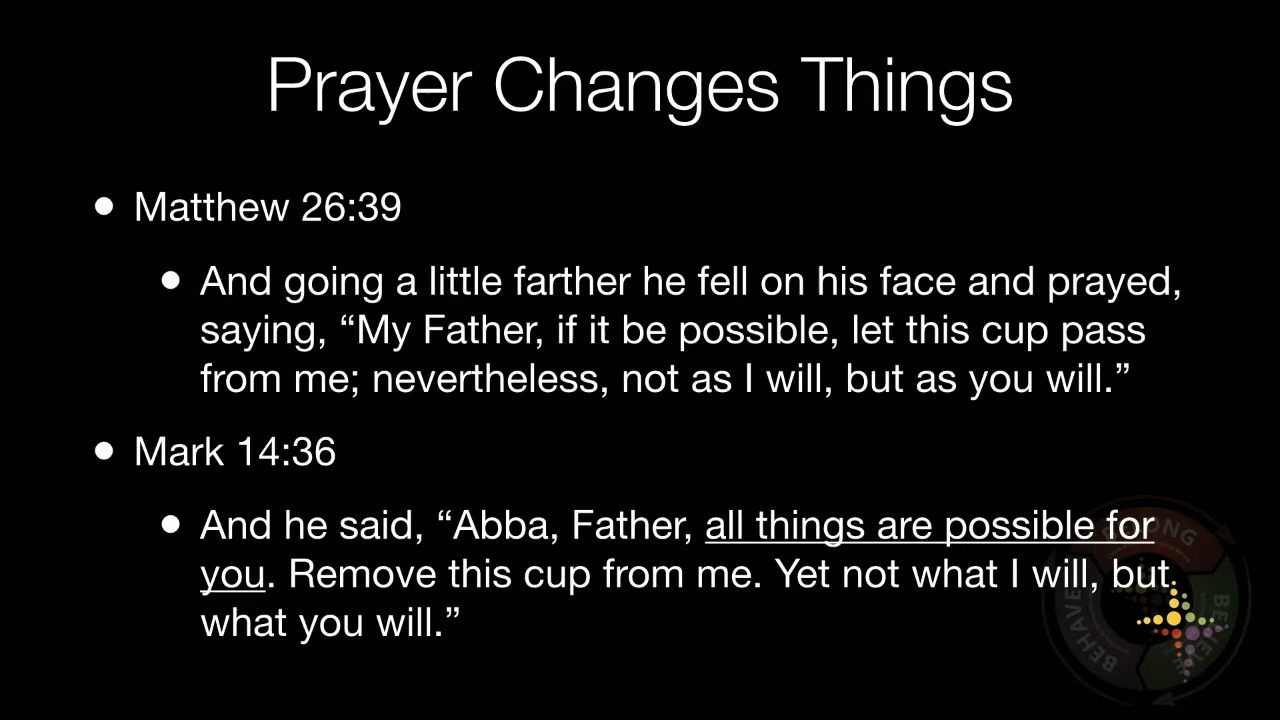 Prayer Changes Things
• Matthew 26:39
• And going a little farther he fell on his face and prayed,
saying, “My Father, if it be possible, let this cup pass
from me; nevertheless, not as I will, but as you will.”
• Mark 14:36
• And he said, “Abba, Father, all things are possible for
you. Remove this cup from me. Yet not what I will, but
what you will.”